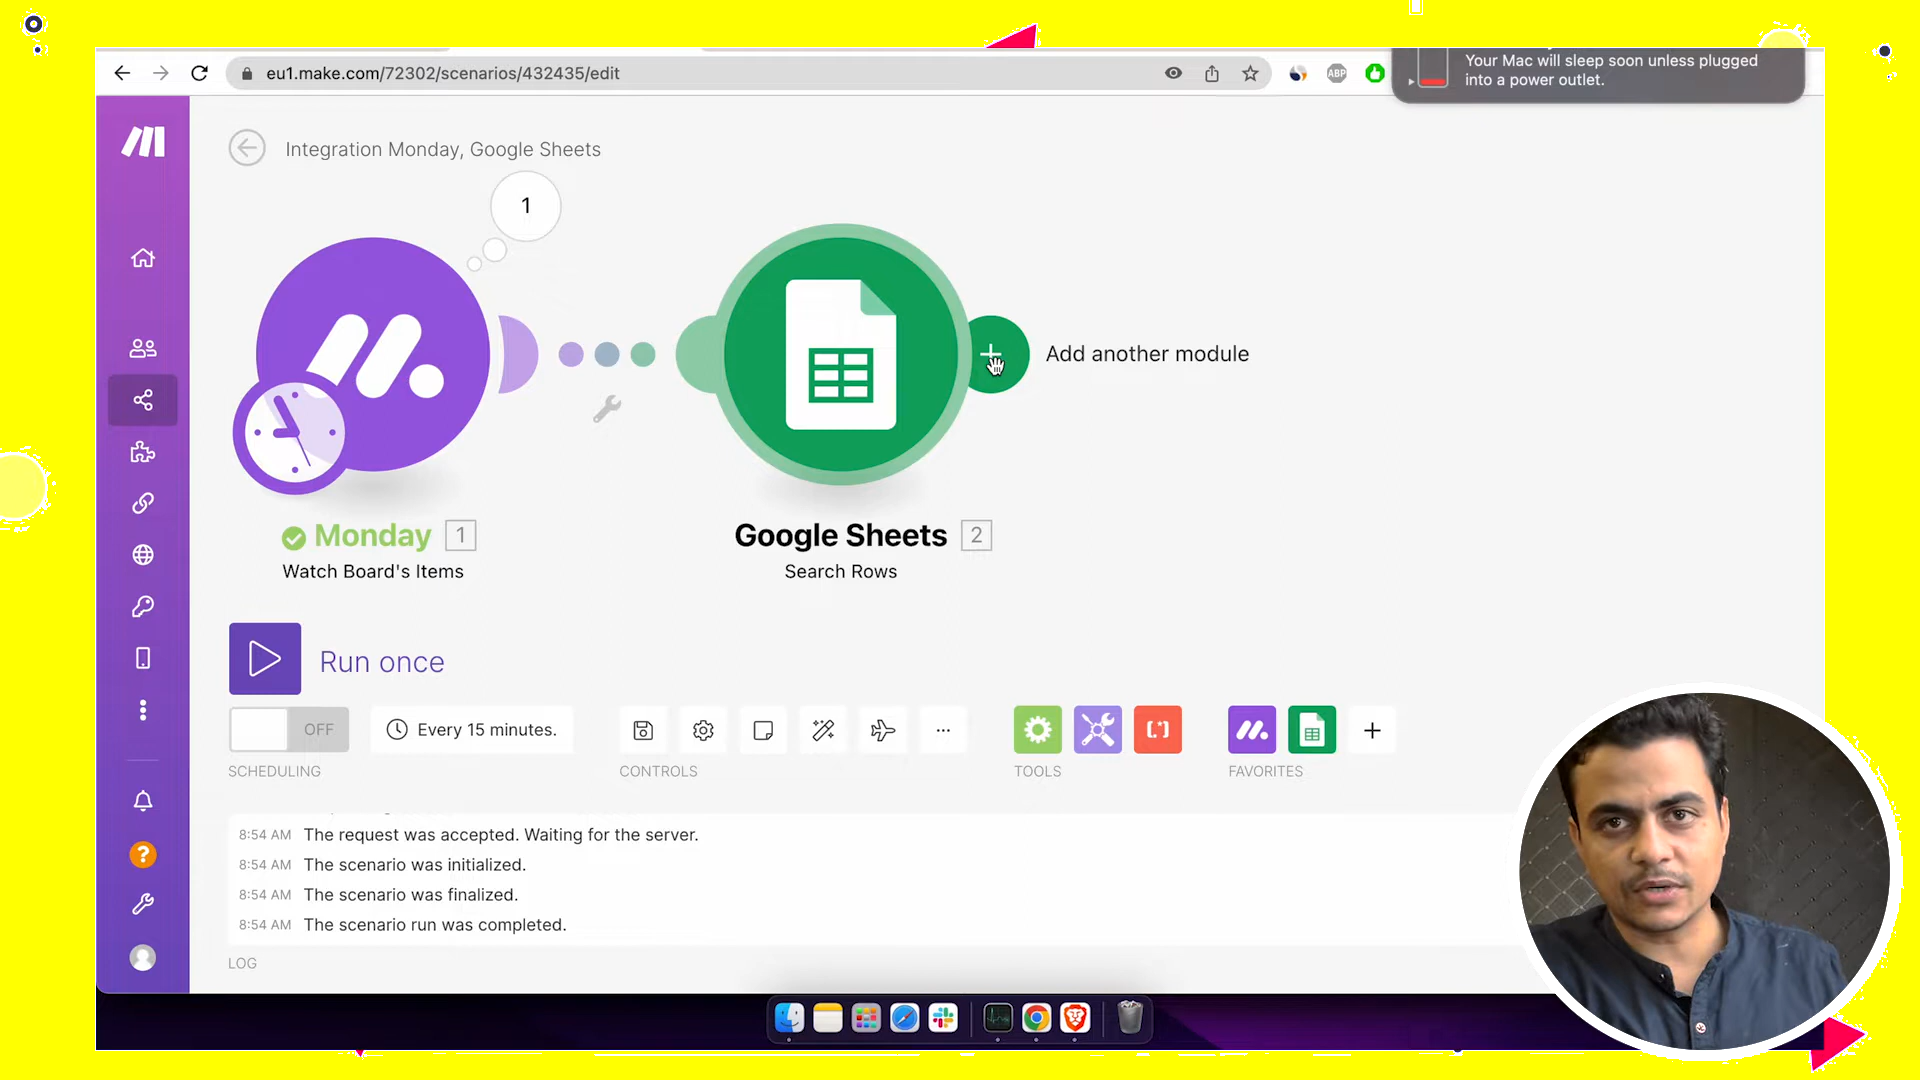 eu1.make.com/72302/scenarios/432435/edit
ABP
Your Mac will sleep soon unless plugged
into a power outlet.
Integration Monday, Google Sheets
1
Add another module
Monday 1
Watch Board's Items
Google Sheets 2
Search Rows
Run once
OFF
Every 15 minutes.
SCHEDULING
CONTROLS
TOOLS
FAVORITES
8:54 AM The request was accepted. Waiting for the server.
8:54 AM The scenario was initialized.
8:54 AM The scenario was finalized.
8:54 AM The scenario run was completed.
LOG